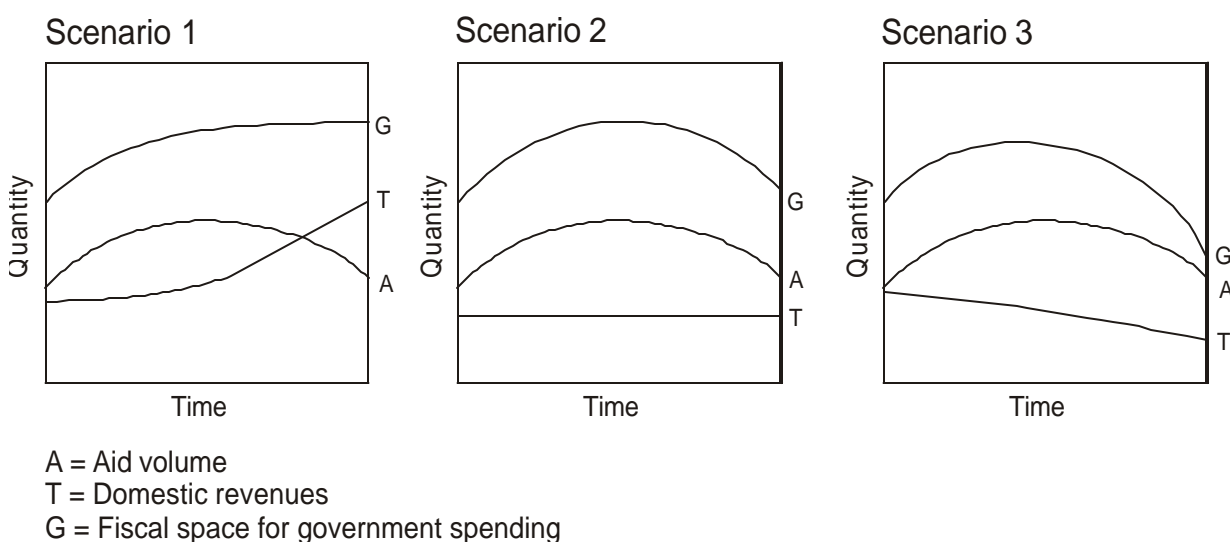 Scenario 1
Scenario 2
Scenario 3
Quantity
G
T
A
Time
Quantity
G
A
T
Time
Quantity
G
A
T
Time
A = Aid volume
T = Domestic revenues
G = Fiscal space for government spending